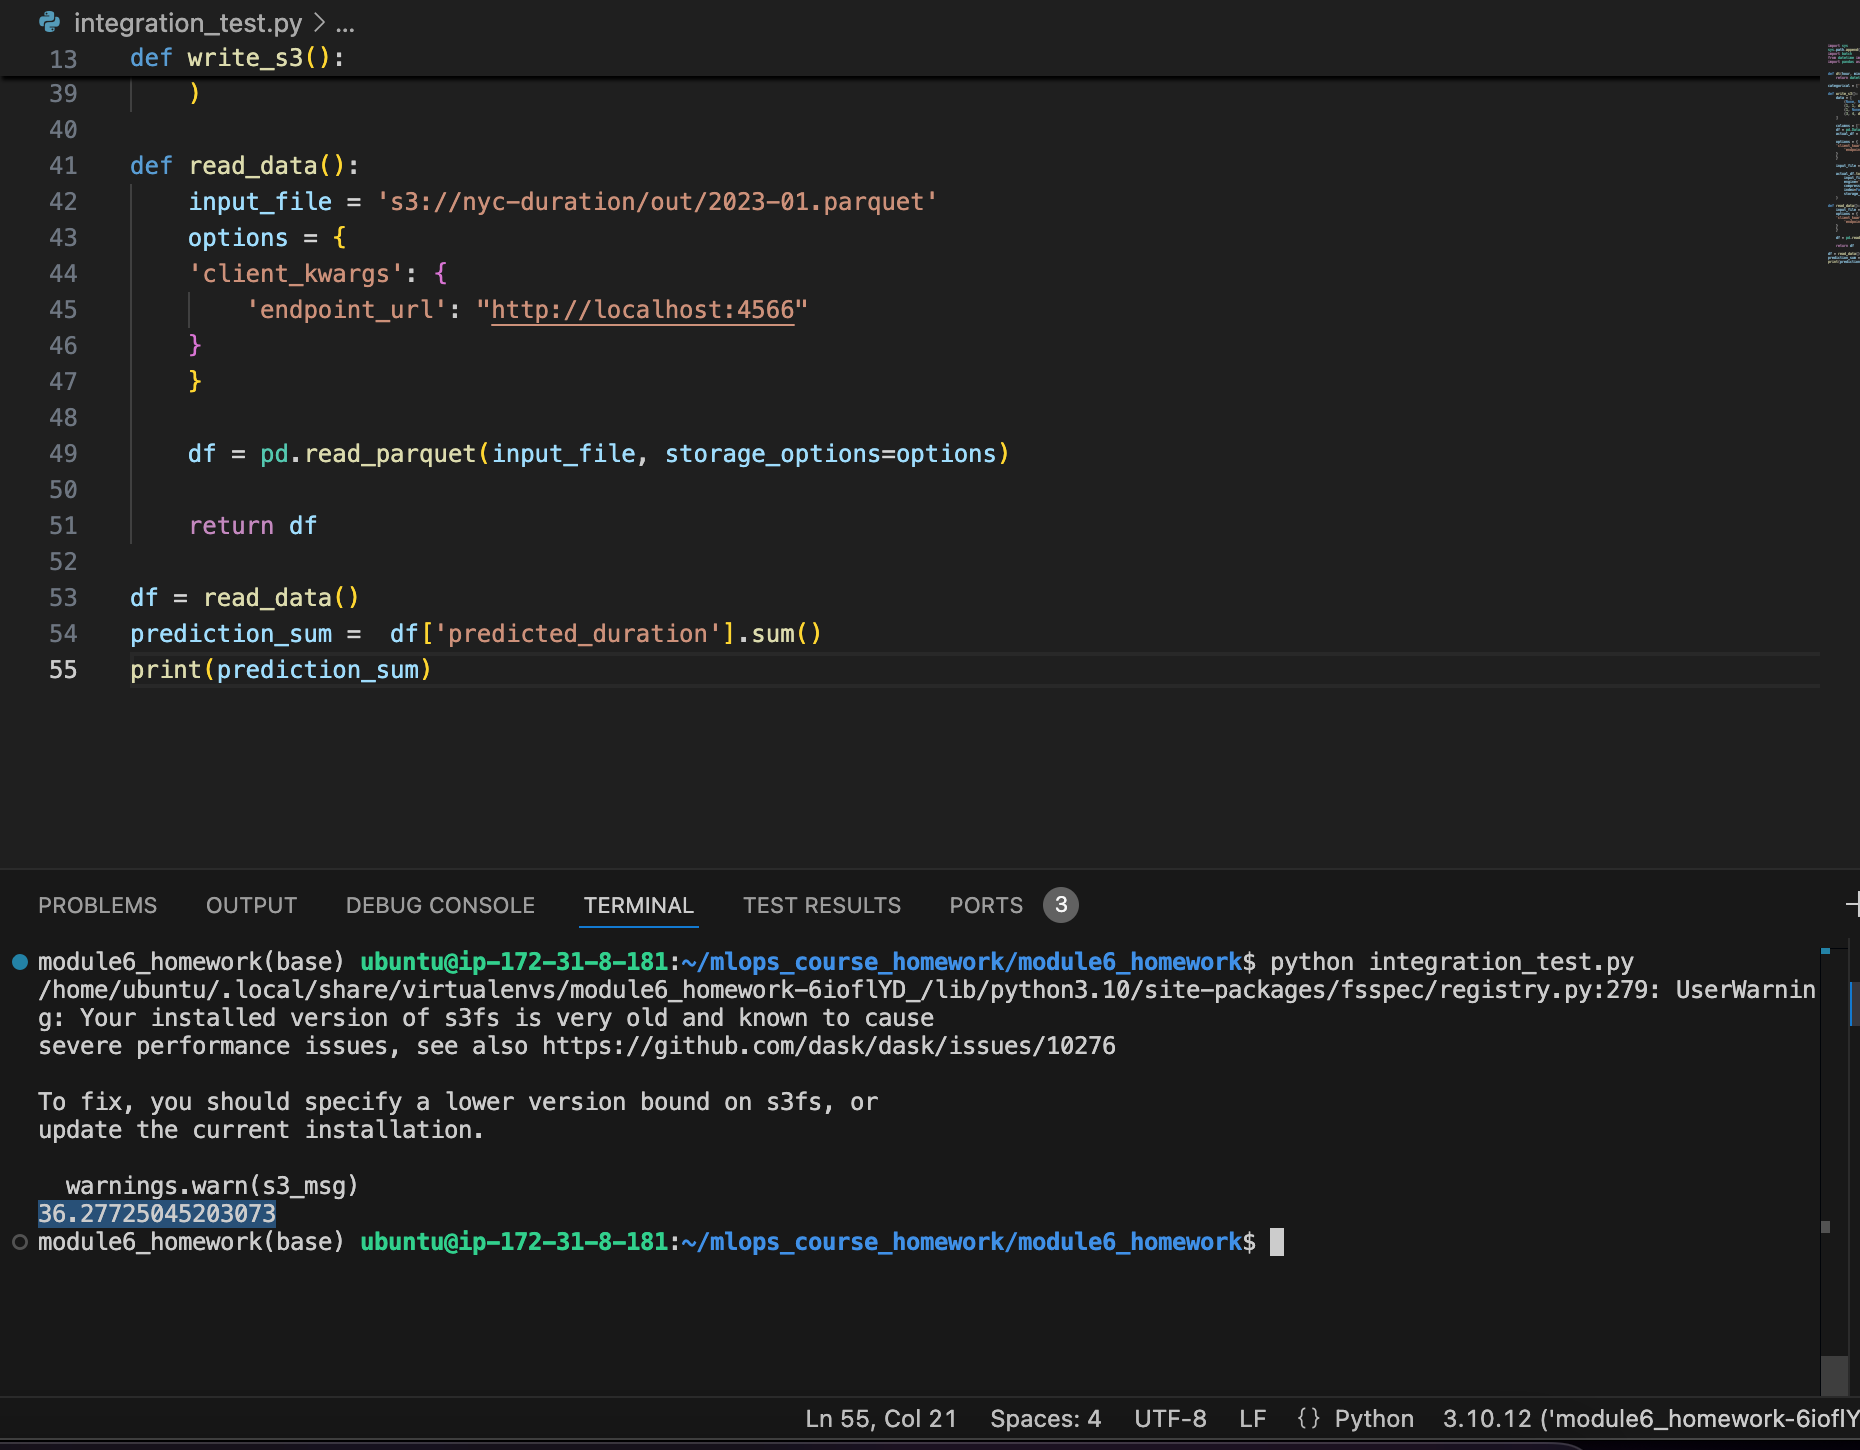 integration_test.py > ...
13 def write_s3():
39 )
40
41 def read_data():
42 input_file = 's3://nyc-duration/out/2023-01.parquet'
43 options = {
44 'client_kwargs': {
45 'endpoint_url': "http://localhost:4566"
46 }
47 }
48
49 df = pd.read_parquet(input_file, storage_options=options)
50
51 return df
52
53 df = read_data()
54 prediction_sum =  df['predicted_duration'].sum()
55 print(prediction_sum)
PROBLEMS OUTPUT DEBUG CONSOLE TERMINAL TEST RESULTS PORTS 3
module6_homework(base) ubuntu@ip-172-31-8-181:~/mlops_course_homework/module6_homework$ python integration_test.py
/home/ubuntu/.local/share/virtualenvs/module6_homework-6ioflYD_/lib/python3.10/site-packages/fsspec/registry.py:279: UserWarnin
g: Your installed version of s3fs is very old and known to cause
severe performance issues, see also https://github.com/dask/dask/issues/10276
To fix, you should specify a lower version bound on s3fs, or
update the current installation.
warnings.warn(s3_msg)
36.27725045203073
module6_homework(base) ubuntu@ip-172-31-8-181:~/mlops_course_homework/module6_homework$
Ln 55, Col 21 Spaces: 4 UTF-8 LF {} Python 3.10.12 ('module6_homework-6ioflY